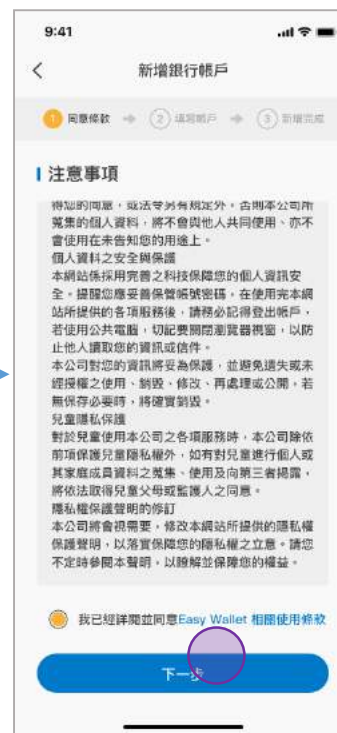 9:41
新增銀行帳戶
1 同意條款 2 填寫帳戶 3 新增完成
注意事項
得您的同意，或法令另有規定外。否則本公司所
蒐集的個人資料，將不會與他人共同使用、亦不
會使用在未告知您的用途上。
個人資料之安全與保護
本網站係採用完善之科技保障您的個人資訊安
全。提醒您應妥善保管帳號密碼，在使用完本網
站所提供的各項服務後，請務必記得登出帳戶，
若使用公共電腦，切記要關閉瀏覽器視窗，以防
止他人讀取您的資訊或信件。
本公司對您的資訊將妥為保護，並避免遺失或未
經授權之使用、銷毀、修改、再處理或公開，若
無保存必要時，將確實銷毀。
兒童隱私保護
對於兒童使用本公司之各項服務時，本公司除依
前項保護兒童隱私權外，如有對兒童進行個人或
其家庭成員資料之蒐集、使用及向第三者揭露，
將依法取得兒童父母或監護人之同意。
隱私權保護聲明的修訂
本公司將會視需要，修改本網站所提供的隱私權
保護聲明，以落實保障您的隱私權之立意。請您
不定時參閱本聲明，以瞭解並保障您的權益。
我已經詳閱並同意Easy Wallet 相關使用條款
下一步